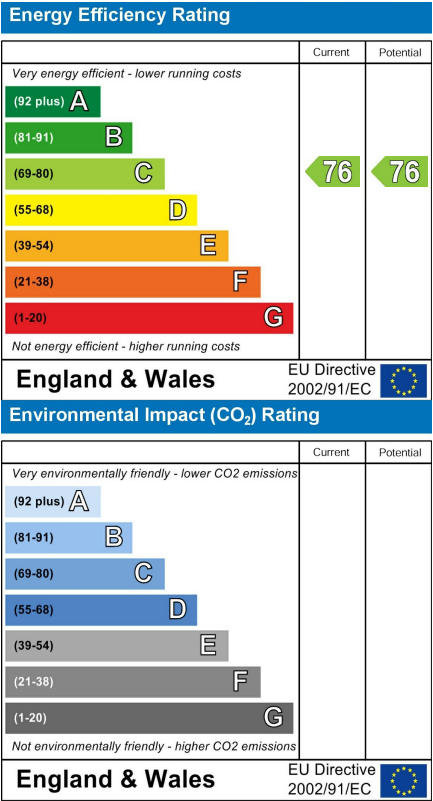 Energy Efficiency Rating
Current Potential
Very energy efficient - lower running costs
(92 plus) A
(81-91) B
(69-80) C 76 76
(55-68) D
(39-54) E
(21-38) F
(1-20) G
Not energy efficient - higher running costs
England & Wales
EU Directive
2002/91/EC
Environmental Impact (CO₂) Rating
Current Potential
Very environmentally friendly - lower CO2 emissions
(92 plus) A
(81-91) B
(69-80) C
(55-68) D
(39-54) E
(21-38) F
(1-20) G
Not environmentally friendly - higher CO2 emissions
England & Wales
EU Directive
2002/91/EC